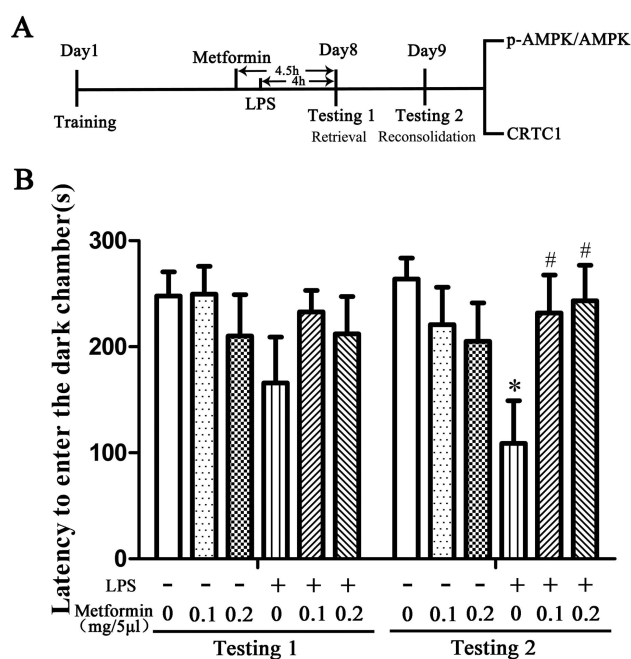 A
Day1
Metformin
Day8
Day9
p-AMPK/AMPK
4.5h
4h
LPS
Training
Testing 1
Testing 2
Retrieval
Reconsolidation
CRTC1
B
Latency to enter the dark chamber(s)
300
200
100
0
*
#
#
LPS - - - + + + - - - + + +
Metformin 0 0.1 0.2 0 0.1 0.2 0 0.1 0.2 0 0.1 0.2
(mg/5μl)
Testing 1 Testing 2